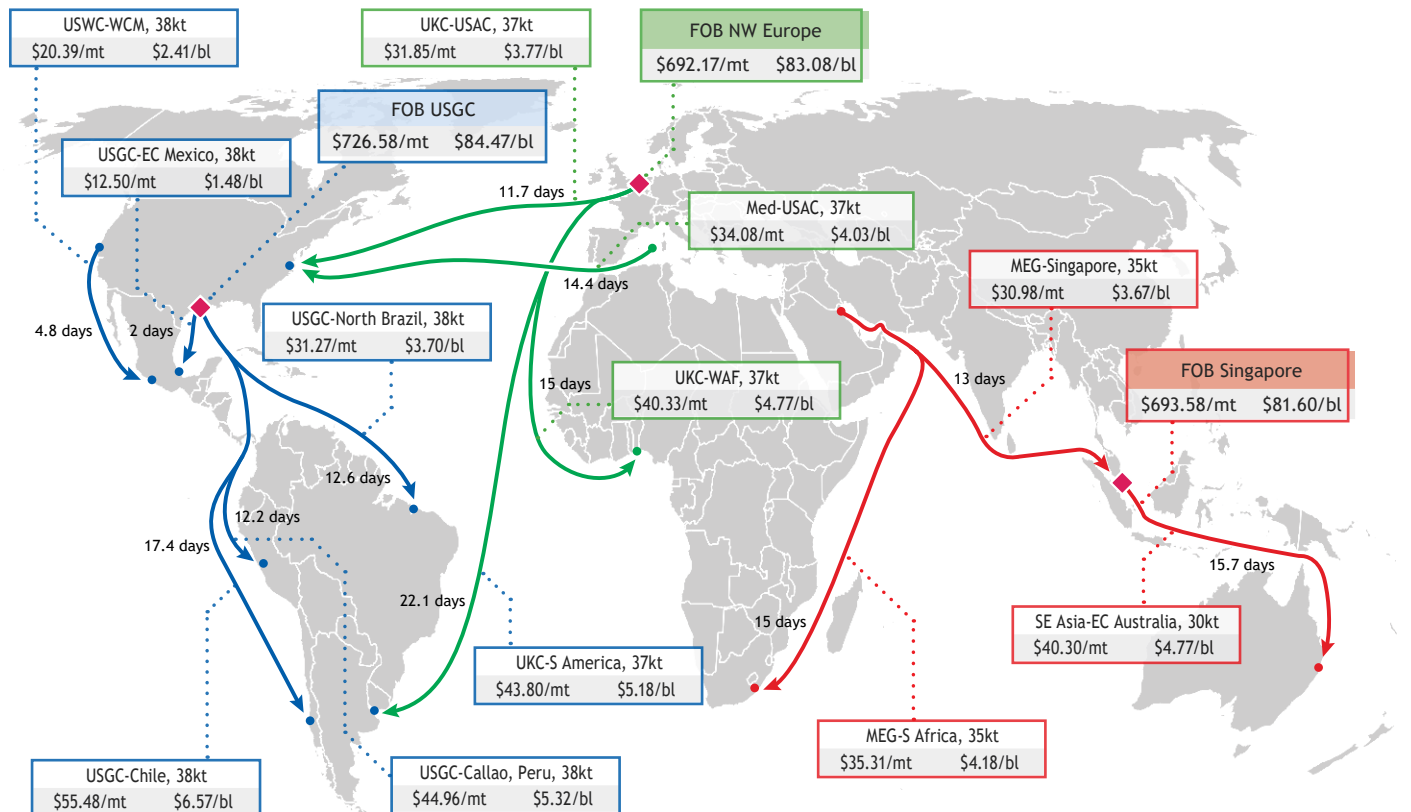 USWC-WCM, 38kt
$20.39/mt $2.41/bl
UKC-USAC, 37kt
$31.85/mt $3.77/bl
FOB NW Europe
$692.17/mt $83.08/bl
FOB USGC
$726.58/mt $84.47/bl
USGC-EC Mexico, 38kt
$12.50/mt $1.48/bl
11.7 days
Med-USAC, 37kt
$34.08/mt $4.03/bl
14.4 days
MEG-Singapore, 35kt
$30.98/mt $3.67/bl
4.8 days
2 days
USGC-North Brazil, 38kt
$31.27/mt $3.70/bl
15 days
UKC-WAF, 37kt
$40.33/mt $4.77/bl
13 days
FOB Singapore
$693.58/mt $81.60/bl
12.6 days
12.2 days
17.4 days
22.1 days
15 days
15.7 days
UKC-S America, 37kt
$43.80/mt $5.18/bl
SE Asia-EC Australia, 30kt
$40.30/mt $4.77/bl
MEG-S Africa, 35kt
$35.31/mt $4.18/bl
USGC-Chile, 38kt
$55.48/mt $6.57/bl
USGC-Callao, Peru, 38kt
$44.96/mt $5.32/bl